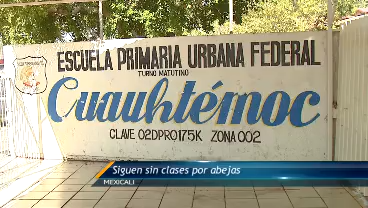 ESCUELA PRIMARIA URBANA FEDERAL
TURNO MATUTINO
Cuauhtémoc
CLAVE 02DPR0175K ZONA 002
Siguen sin clases por abejas
MEXICALI